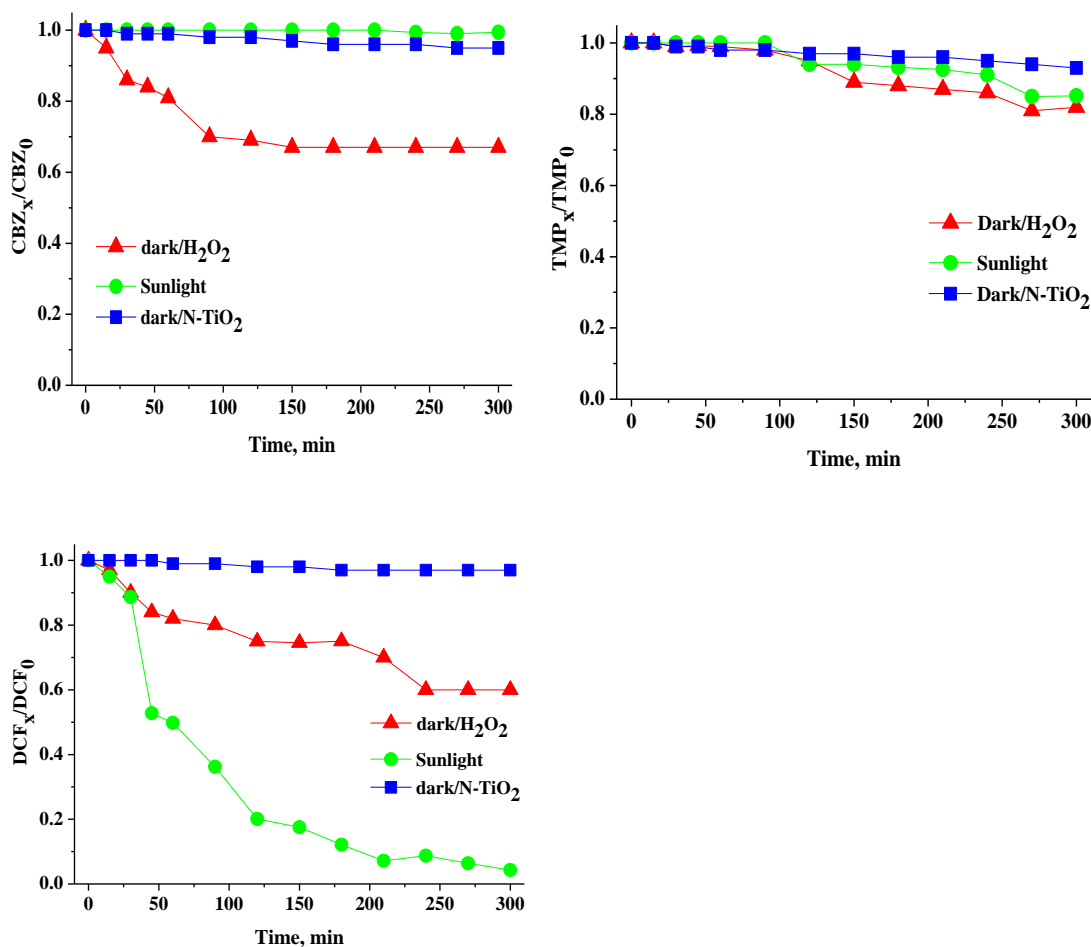 CBZx/CBZ0
1.0
0.8
0.6
0.4
0.2
0.0
dark/H2O2
Sunlight
dark/N-TiO2
0 50 100 150 200 250 300
Time, min
TMPx/TMP0
1.0
0.8
0.6
0.4
0.2
0.0
Dark/H2O2
Sunlight
Dark/N-TiO2
0 50 100 150 200 250 300
Time, min
DCFx/DCF0
1.0
0.8
0.6
0.4
0.2
0.0
dark/H2O2
Sunlight
dark/N-TiO2
0 50 100 150 200 250 300
Time, min